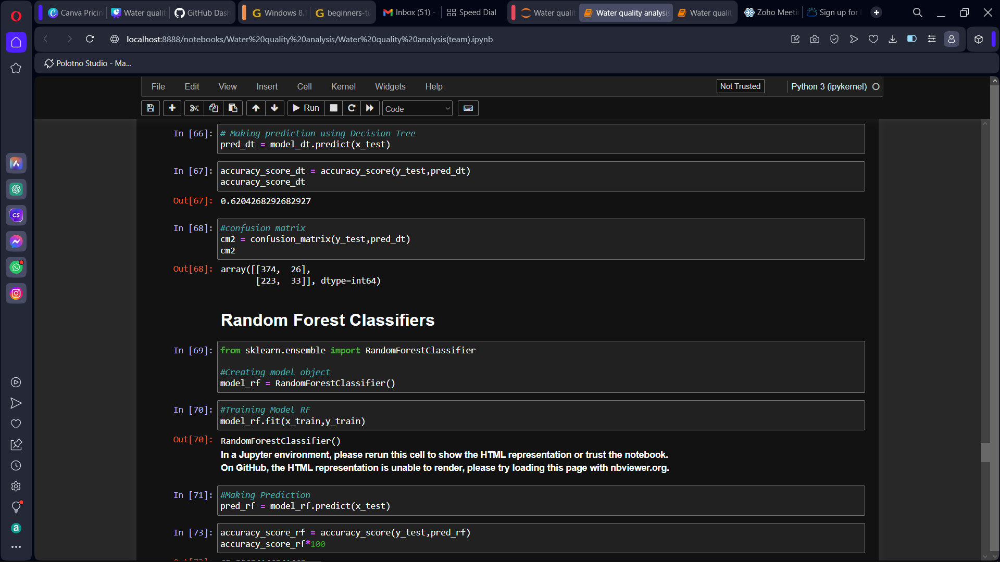 Canva Pricin
Water quali
GitHub Das
Windows 8.
beginners-tu
Inbox (51) -
Speed Dial
Water quali
Water quality analysis
Water quali
Zoho Meeti
Sign up for
localhost:8888/notebooks/Water%20quality%20analysis/Water%20quality%20analysis(team).ipynb
Polotno Studio - Ma...
File Edit View Insert Cell Kernel Widgets Help
Not Trusted
Python 3 (ipykernel)
Run
Code
In [66]: # Making prediction using Decision Tree
pred_dt = model_dt.predict(x_test)
In [67]: accuracy_score_dt = accuracy_score(y_test,pred_dt)
accuracy_score_dt
Out[67]: 0.6204268292682927
In [68]: #confusion matrix
cm2 = confusion_matrix(y_test,pred_dt)
cm2
Out[68]: array([[374, 26],
[223, 33]], dtype=int64)
Random Forest Classifiers
In [69]: from sklearn.ensemble import RandomForestClassifier
#Creating model object
model_rf = RandomForestClassifier()
In [70]: #Training Model RF
model_rf.fit(x_train,y_train)
Out[70]: RandomForestClassifier()
In a Jupyter environment, please rerun this cell to show the HTML representation or trust the notebook.
On GitHub, the HTML representation is unable to render, please try loading this page with nbviewer.org.
In [71]: #Making Prediction
pred_rf = model_rf.predict(x_test)
In [73]: accuracy_score_rf = accuracy_score(y_test,pred_rf)
accuracy_score_rf*100